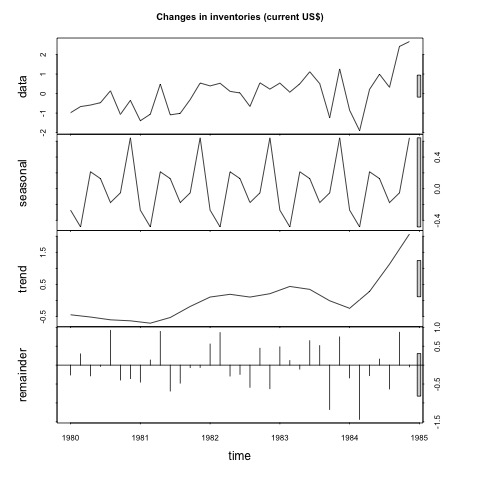 Changes in inventories (current US$)
data
2
1
0
-1
-2
seasonal
0.4
0.0
-0.4
trend
1.5
0.5
-0.5
remainder
1.0
0.5
-0.5
-1.5
1980 1981 1982 1983 1984 1985
time